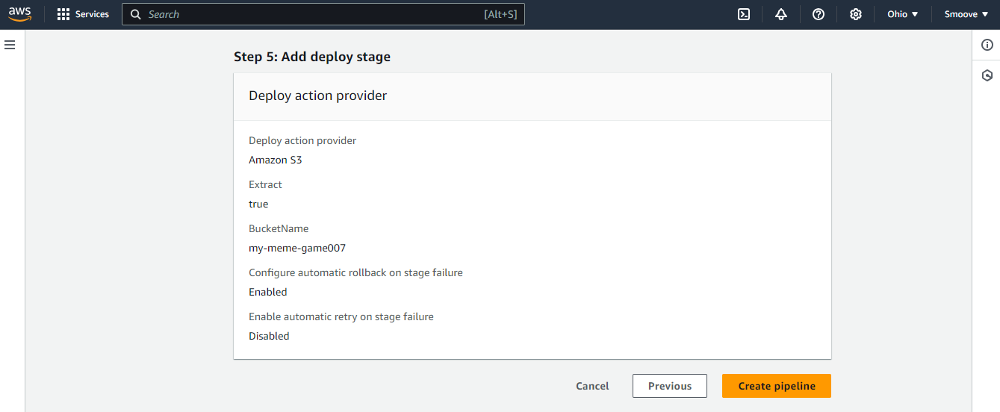 aws Services Search [Alt+S] Ohio Smoove
Step 5: Add deploy stage
Deploy action provider
Deploy action provider
Amazon S3
Extract
true
BucketName
my-meme-game007
Configure automatic rollback on stage failure
Enabled
Enable automatic retry on stage failure
Disabled
Cancel Previous Create pipeline